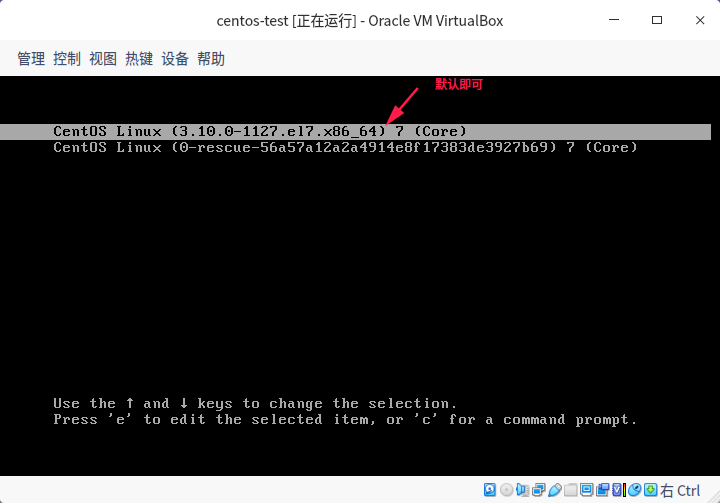 centos-test [正在运行] - Oracle VM VirtualBox
管理 控制 视图 热键 设备 帮助
默认即可
CentOS Linux (3.10.0-1127.el7.x86_64) 7 (Core)
CentOS Linux (0-rescue-56a57a12a2a4914e8f17383de3927b69) 7 (Core)
Use the ↑ and ↓ keys to change the selection.
Press 'e' to edit the selected item, or 'c' for a command prompt.
右 Ctrl